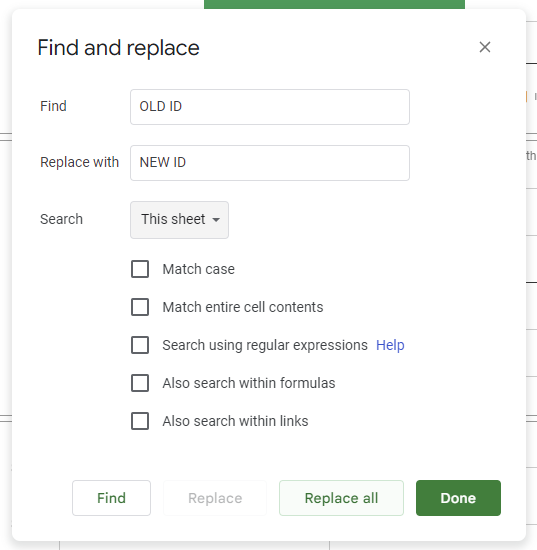 Find and replace
Find
OLD ID
Replace with
NEW ID
Search
This sheet
Match case
Match entire cell contents
Search using regular expressions Help
Also search within formulas
Also search within links
Find
Replace
Replace all
Done
th